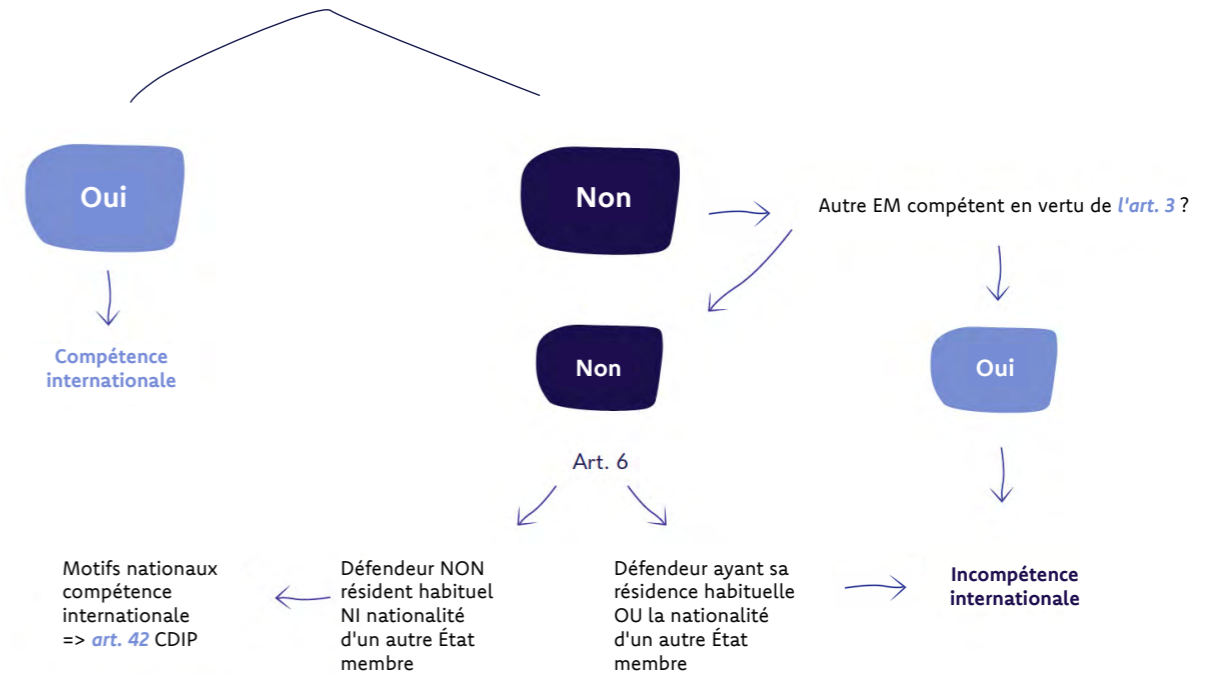 Oui
Non
Autre EM compétent en vertu de l'art. 3 ?
Compétence
internationale
Non
Oui
Art. 6
Motifs nationaux
compétence
internationale
=> art. 42 CDIP
Défendeur NON
résident habituel
NI nationalité
d'un autre État
membre
Défendeur ayant sa
résidence habituelle
OU la nationalité
d'un autre État
membre
Incompétence
internationale